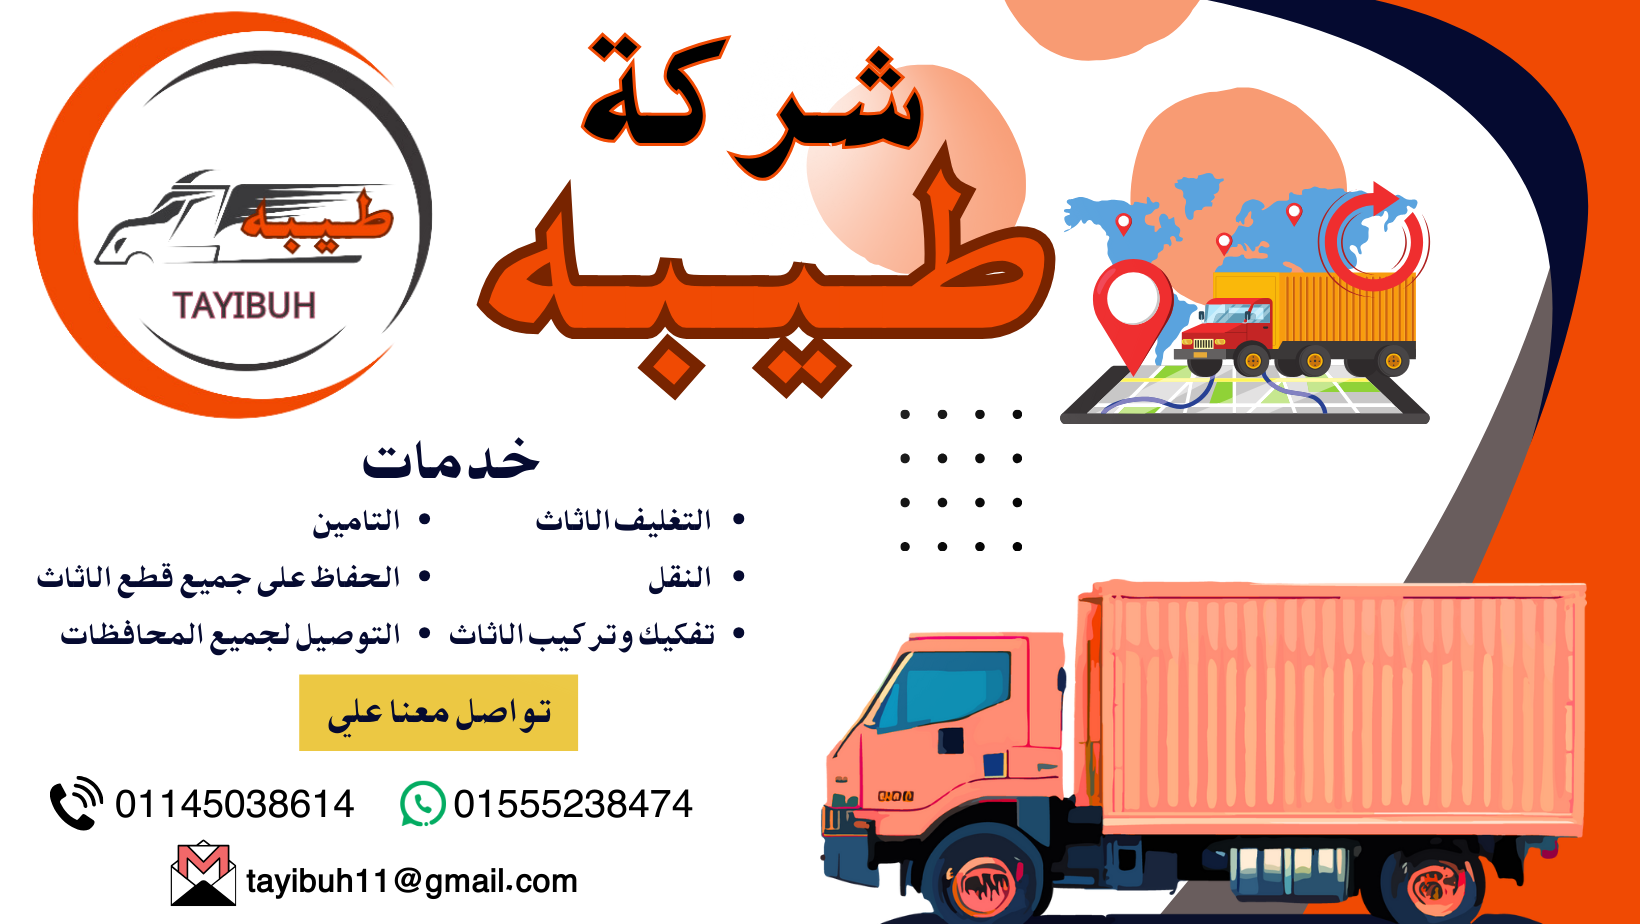 شركة
طيبه
طيبه
TAYIBUH
خدمات
التغليف الاثاث
النقل
تفكيك وتركيب الاثاث
التامين
الحفاظ على جميع قطع الاثاث
التوصيل لجميع المحافظات
تواصل معنا علي
01145038614
01555238474
tayibuh11@gmail.com